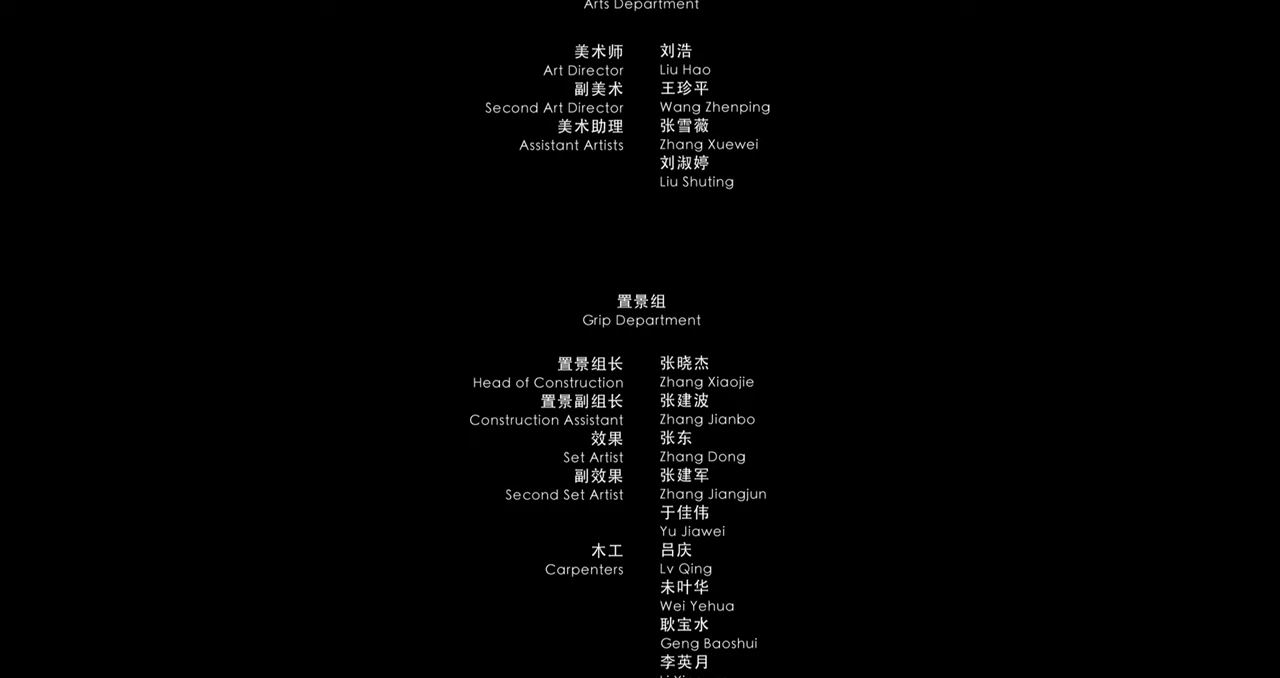 Arts Department
美术师 刘浩
Art Director Liu Hao
副美术 王珍平
Second Art Director Wang Zhenping
美术助理 张雪薇
Assistant Artists Zhang Xuewei
刘淑婷
Liu Shuting
置景组
Grip Department
置景组长 张晓杰
Head of Construction Zhang Xiaojie
置景副组长 张建波
Construction Assistant Zhang Jianbo
效果 张东
Set Artist Zhang Dong
副效果 张建军
Second Set Artist Zhang Jiangjun
于佳伟
Yu Jiawei
木工 吕庆
Carpenters Lv Qing
未叶华
Wei Yehua
耿宝水
Geng Baoshui
李英月